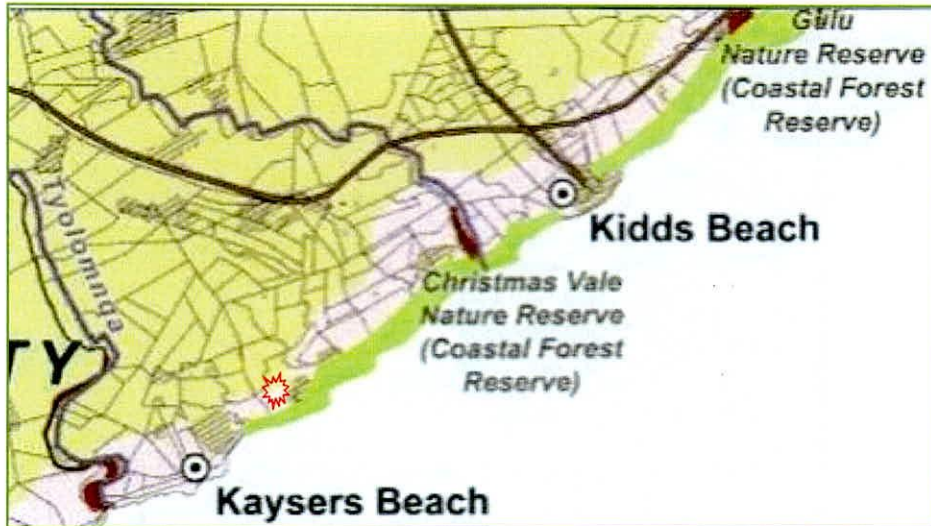 Gulu
Nature Reserve
(Coastal Forest
Reserve)
Kidds Beach
Christmas Vale
Nature Reserve
(Coastal Forest
Reserve)
Tyolomnqa
TY
Kaysers Beach